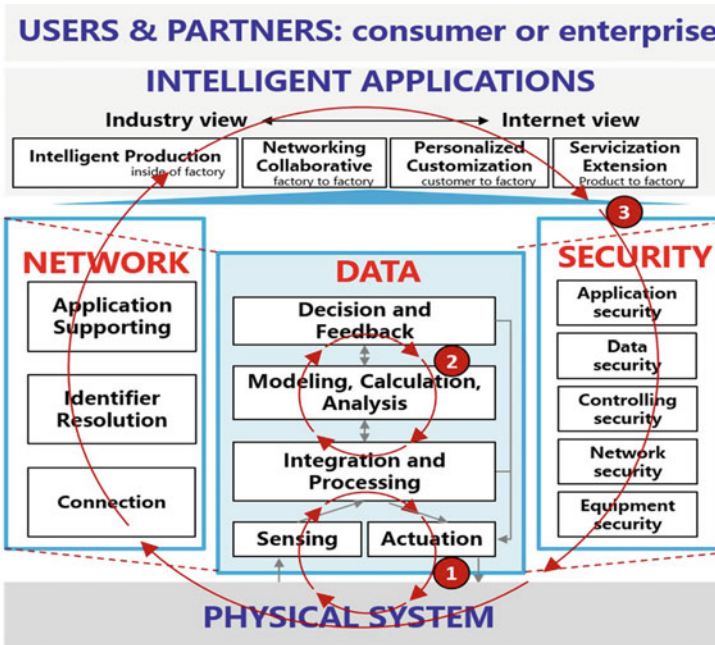 USERS & PARTNERS: consumer or enterprise
INTELLIGENT APPLICATIONS
Industry view
Internet view
Intelligent Production
inside of factory
Networking
Collaborative
factory to factory
Personalized
Customization
customer to factory
Servicization
Extension
Product to factory
3
NETWORK
Application
Supporting
Identifier
Resolution
Connection
DATA
Decision and
Feedback
2
Modeling, Calculation,
Analysis
Integration and
Processing
Sensing
Actuation
1
SECURITY
Application
security
Data
security
Controlling
security
Network
security
Equipment
security
PHYSICAL SYSTEM